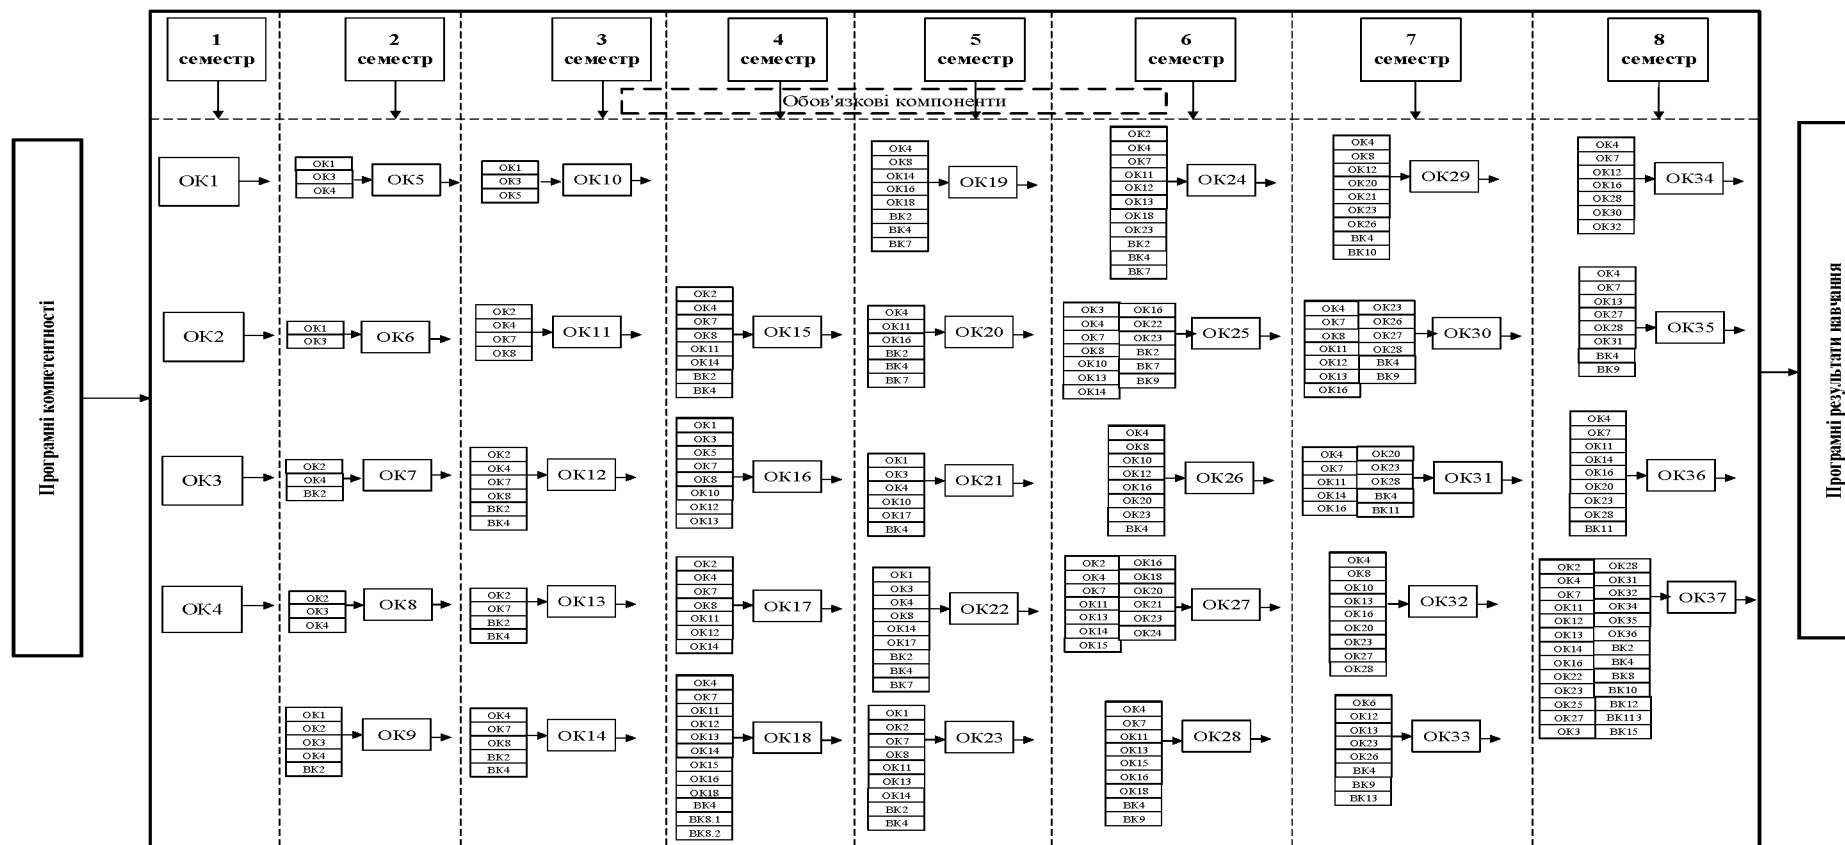 1
семестр
2
семестр
3
семестр
4
семестр
5
семестр
6
семестр
7
семестр
8
семестр
Обов'язкові компоненти
Програмні компетентності
ОК1
ОК2
ОК3
ОК4
ОК1
ОК3
ОК4
ОК5
ОК1
ОК3
ОК6
ОК2
ОК4
ВК2
ОК7
ОК2
ОК3
ОК4
ОК8
ОК1
ОК2
ОК3
ОК4
ВК2
ОК9
ОК1
ОК3
ОК5
ОК10
ОК2
ОК4
ОК7
ОК8
ОК11
ОК2
ОК4
ОК7
ОК8
ВК2
ВК4
ОК12
ОК2
ОК7
ВК2
ВК4
ОК13
ОК4
ОК7
ОК8
ВК2
ВК4
ОК14
ОК2
ОК4
ОК7
ОК8
ОК11
ОК14
ВК2
ВК4
ОК15
ОК1
ОК3
ОК5
ОК7
ОК8
ОК10
ОК12
ОК13
ОК16
ОК2
ОК4
ОК7
ОК8
ОК11
ОК12
ОК14
ОК17
ОК4
ОК7
ОК11
ОК12
ОК13
ОК14
ОК15
ОК16
ОК18
ВК4
ВК8.1
ВК8.2
ОК18
ОК4
ОК8
ОК14
ОК16
ОК18
ВК2
ВК4
ВК7
ОК19
ОК4
ОК11
ОК16
ВК2
ВК4
ВК7
ОК20
ОК1
ОК3
ОК4
ОК10
ОК17
ВК4
ОК21
ОК1
ОК3
ОК4
ОК8
ОК14
ОК17
ВК2
ВК4
ВК7
ОК22
ОК1
ОК2
ОК7
ОК8
ОК11
ОК13
ОК14
ВК2
ВК4
ОК23
ОК2
ОК4
ОК7
ОК11
ОК12
ОК13
ОК18
ОК23
ВК2
ВК4
ВК7
ОК24
ОК3
ОК4
ОК7
ОК8
ОК10
ОК13
ОК14
ОК16
ОК22
ОК23
ВК2
ВК7
ВК9
ОК25
ОК4
ОК8
ОК10
ОК12
ОК16
ОК20
ОК23
ВК4
ОК26
ОК2
ОК4
ОК7
ОК11
ОК13
ОК14
ОК15
ОК16
ОК18
ОК20
ОК21
ОК23
ОК24
ОК27
ОК4
ОК7
ОК11
ОК13
ОК15
ОК16
ОК18
ВК4
ВК9
ОК28
ОК4
ОК8
ОК12
ОК20
ОК21
ОК23
ОК26
ВК4
ВК10
ОК29
ОК4
ОК7
ОК8
ОК11
ОК12
ОК13
ОК16
ОК23
ОК26
ОК27
ОК28
ВК4
ВК9
ОК30
ОК4
ОК7
ОК11
ОК14
ОК16
ОК20
ОК23
ОК28
ВК4
ВК11
ОК31
ОК4
ОК8
ОК10
ОК13
ОК16
ОК20
ОК23
ОК27
ОК28
ОК32
ОК6
ОК12
ОК13
ОК23
ОК26
ВК4
ВК9
ВК13
ОК33
ОК4
ОК7
ОК12
ОК16
ОК28
ОК30
ОК32
ОК34
ОК4
ОК7
ОК13
ОК27
ОК28
ОК31
ВК4
ВК9
ОК35
ОК4
ОК7
ОК11
ОК14
ОК16
ОК20
ОК23
ОК28
ВК11
ОК36
ОК2
ОК4
ОК7
ОК11
ОК12
ОК13
ОК14
ОК16
ОК22
ОК23
ОК25
ОК27
ОК3
ОК28
ОК31
ОК32
ОК34
ОК35
ОК36
ВК2
ВК4
ВК8
ВК10
ВК12
ВК113
ВК15
ОК37
Програмні результати навчання